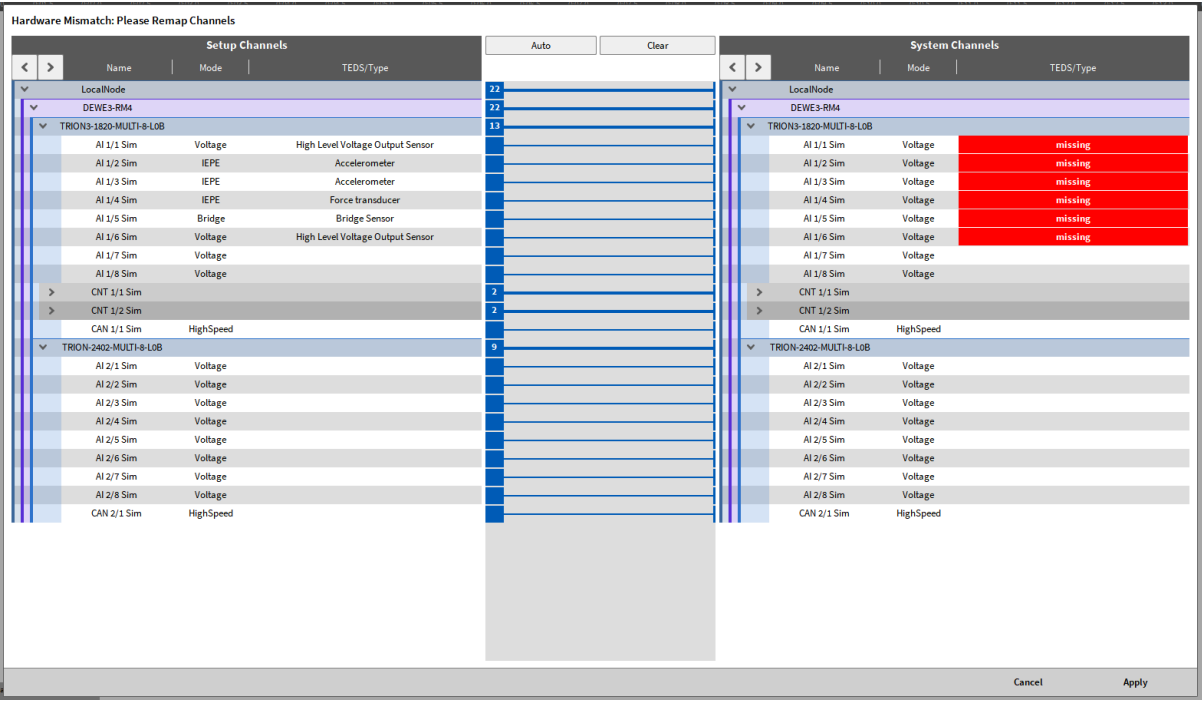 Hardware Mismatch: Please Remap Channels
Setup Channels Auto Clear System Channels
Name Mode TEDS/Type Name Mode TEDS/Type
LocalNode 22 LocalNode
DEWE3-RM4 22 DEWE3-RM4
TRION3-1820-MULTI-8-L0B 13 TRION3-1820-MULTI-8-L0B
AI 1/1 Sim Voltage High Level Voltage Output Sensor AI 1/1 Sim Voltage missing
AI 1/2 Sim IEPE Accelerometer AI 1/2 Sim Voltage missing
AI 1/3 Sim IEPE Accelerometer AI 1/3 Sim Voltage missing
AI 1/4 Sim IEPE Force transducer AI 1/4 Sim Voltage missing
AI 1/5 Sim Bridge Bridge Sensor AI 1/5 Sim Voltage missing
AI 1/6 Sim Voltage High Level Voltage Output Sensor AI 1/6 Sim Voltage missing
AI 1/7 Sim Voltage AI 1/7 Sim Voltage
AI 1/8 Sim Voltage AI 1/8 Sim Voltage
CNT 1/1 Sim 2 CNT 1/1 Sim
CNT 1/2 Sim 2 CNT 1/2 Sim
CAN 1/1 Sim HighSpeed CAN 1/1 Sim HighSpeed
TRION-2402-MULTI-8-L0B 9 TRION-2402-MULTI-8-L0B
AI 2/1 Sim Voltage AI 2/1 Sim Voltage
AI 2/2 Sim Voltage AI 2/2 Sim Voltage
AI 2/3 Sim Voltage AI 2/3 Sim Voltage
AI 2/4 Sim Voltage AI 2/4 Sim Voltage
AI 2/5 Sim Voltage AI 2/5 Sim Voltage
AI 2/6 Sim Voltage AI 2/6 Sim Voltage
AI 2/7 Sim Voltage AI 2/7 Sim Voltage
AI 2/8 Sim Voltage AI 2/8 Sim Voltage
CAN 2/1 Sim HighSpeed CAN 2/1 Sim HighSpeed
Cancel Apply